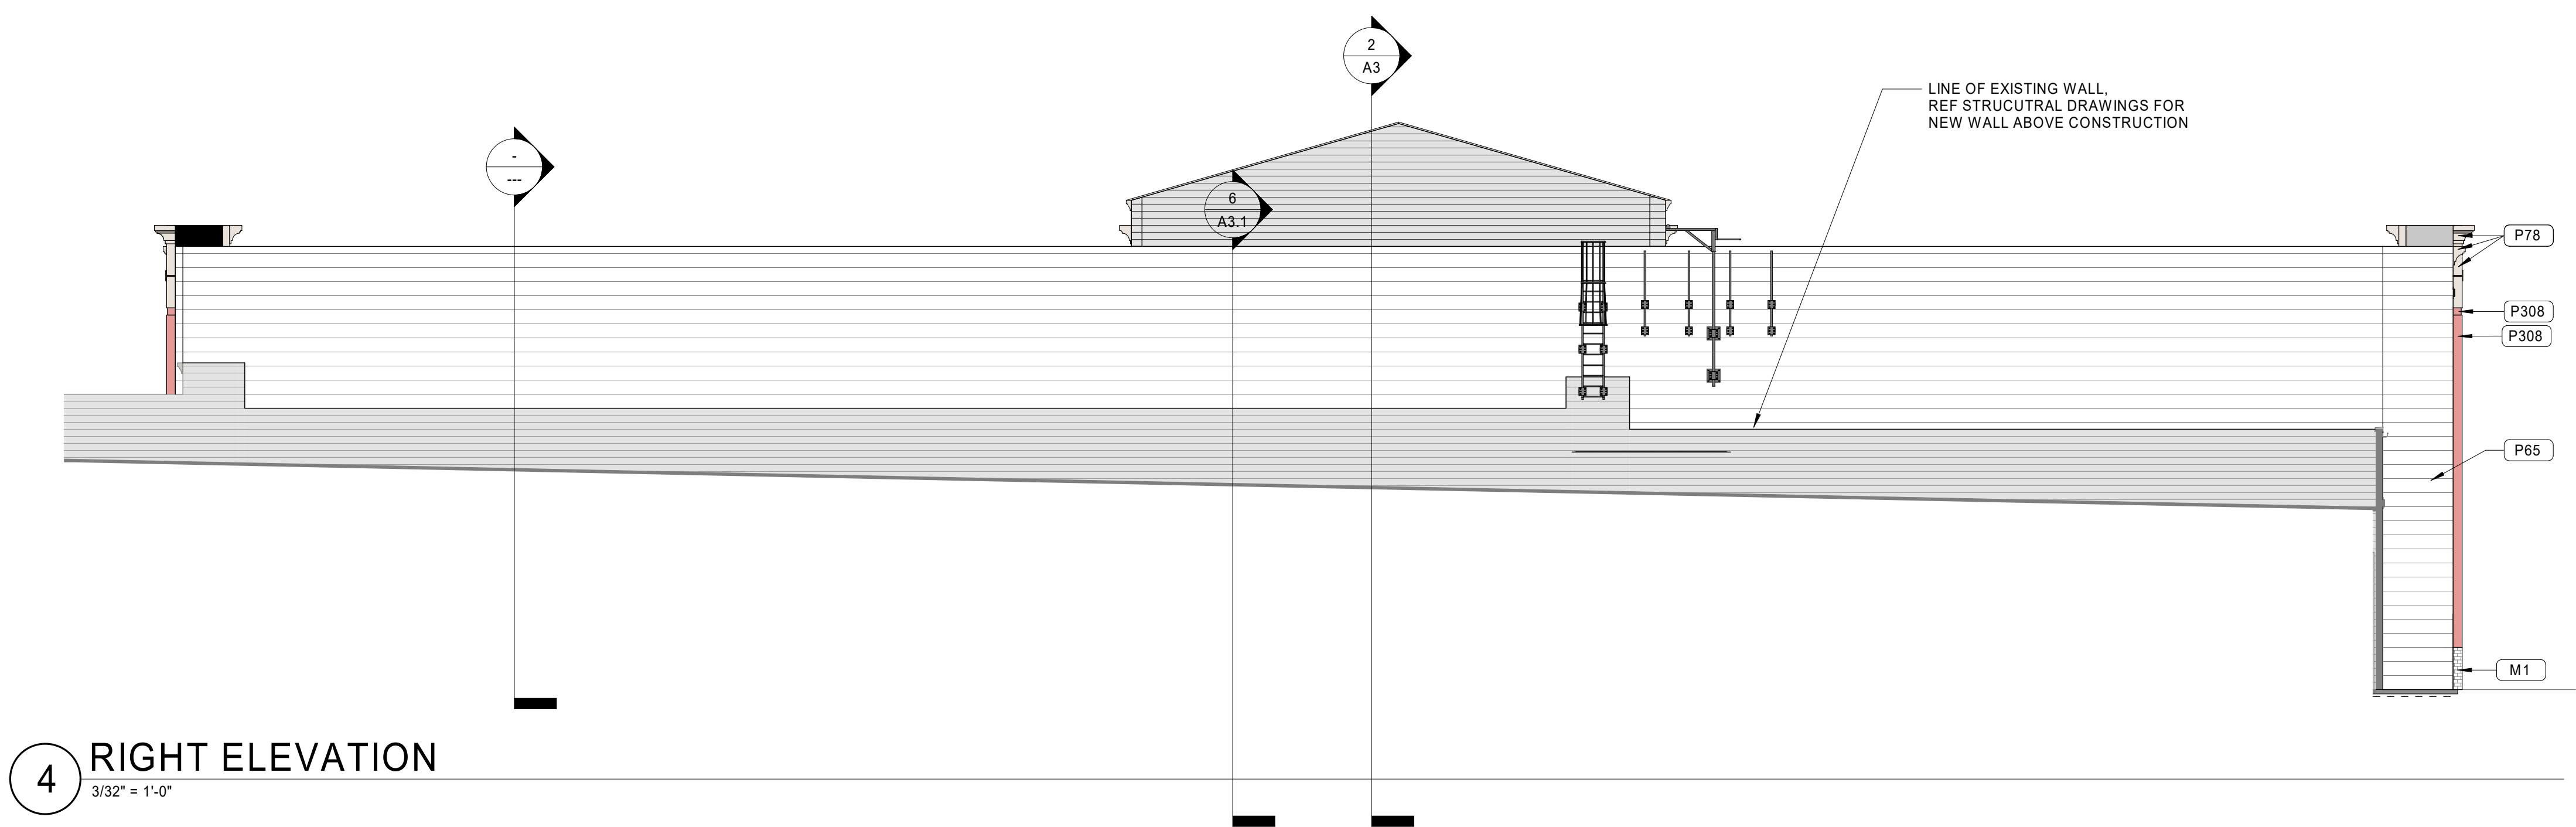 2
A3
-
---
6
A3.1
LINE OF EXISTING WALL,
REF STRUCUTRAL DRAWINGS FOR
NEW WALL ABOVE CONSTRUCTION
P78
P308
P308
P65
M1
4
RIGHT ELEVATION
3/32" = 1'-0"